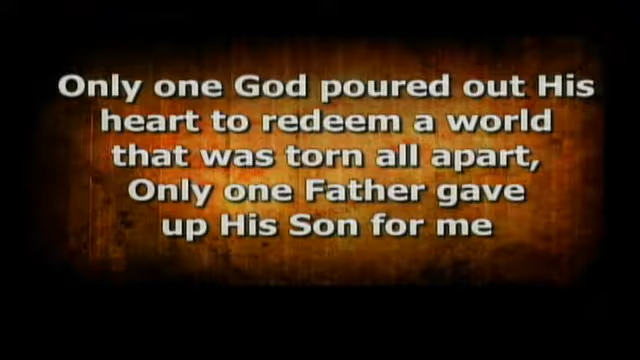 Only one God poured out His
heart to redeem a world
that was torn all apart,
Only one Father gave
up His Son for me